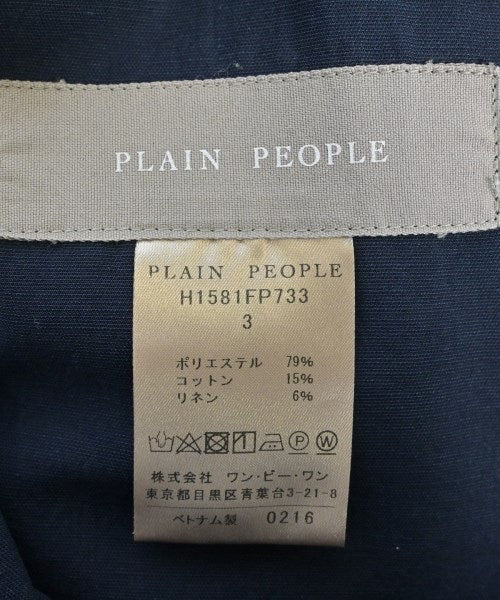 PLAIN PEOPLE
PLAIN PEOPLE
H1581FP733
3
ポリエステル 79%
コットン 15%
リネン 6%
P W
株式会社 ワン・ビー・ワン
東京都目黒区青葉台3-21-8
ベトナム製 0216